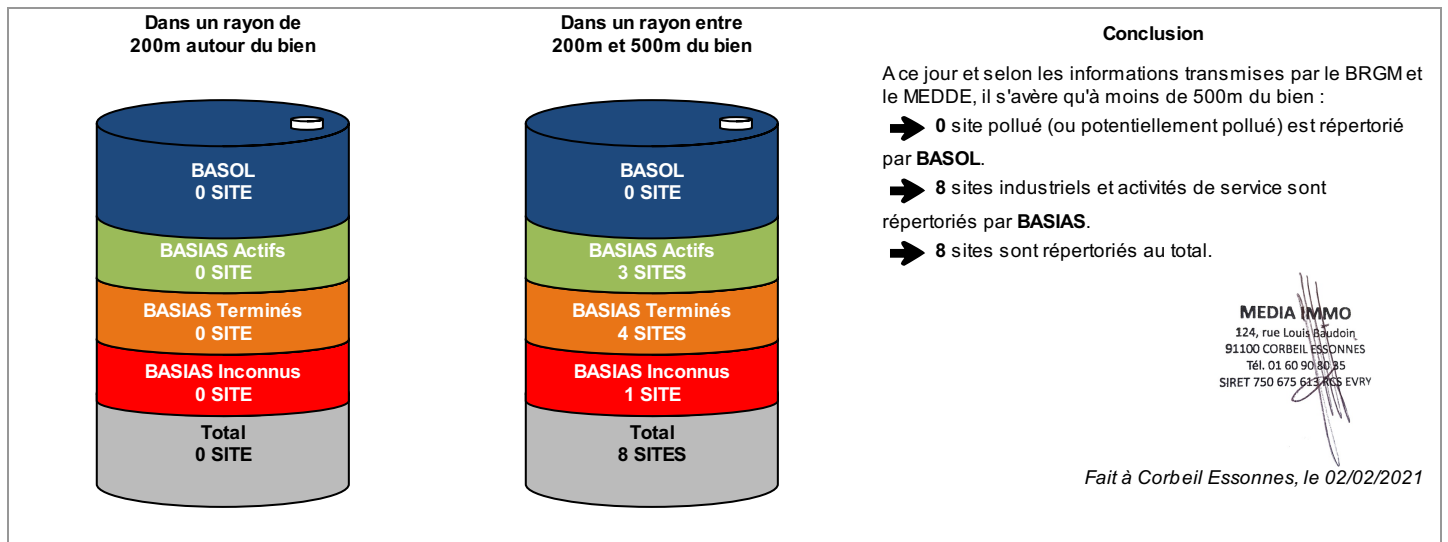 Dans un rayon de
200m autour du bien
BASOL
0 SITE
BASIAS Actifs
0 SITE
BASIAS Terminés
0 SITE
BASIAS Inconnus
0 SITE
Total
0 SITE
Dans un rayon entre
200m et 500m du bien
BASOL
0 SITE
BASIAS Actifs
3 SITES
BASIAS Terminés
4 SITES
BASIAS Inconnus
1 SITE
Total
8 SITES
Conclusion
A ce jour et selon les informations transmises par le BRGM et
le MEDDE, il s'avère qu'à moins de 500m du bien :
0 site pollué (ou potentiellement pollué) est répertorié
par BASOL.
8 sites industriels et activités de service sont
répertoriés par BASIAS.
8 sites sont répertoriés au total.
MEDIA IMMO
124, rue Louis Baudoin
91100 CORBEIL ESSONNES
Tél. 01 60 90 80 85
SIRET 750 675 613 RCS EVRY
Fait à Corbeil Essonnes, le 02/02/2021